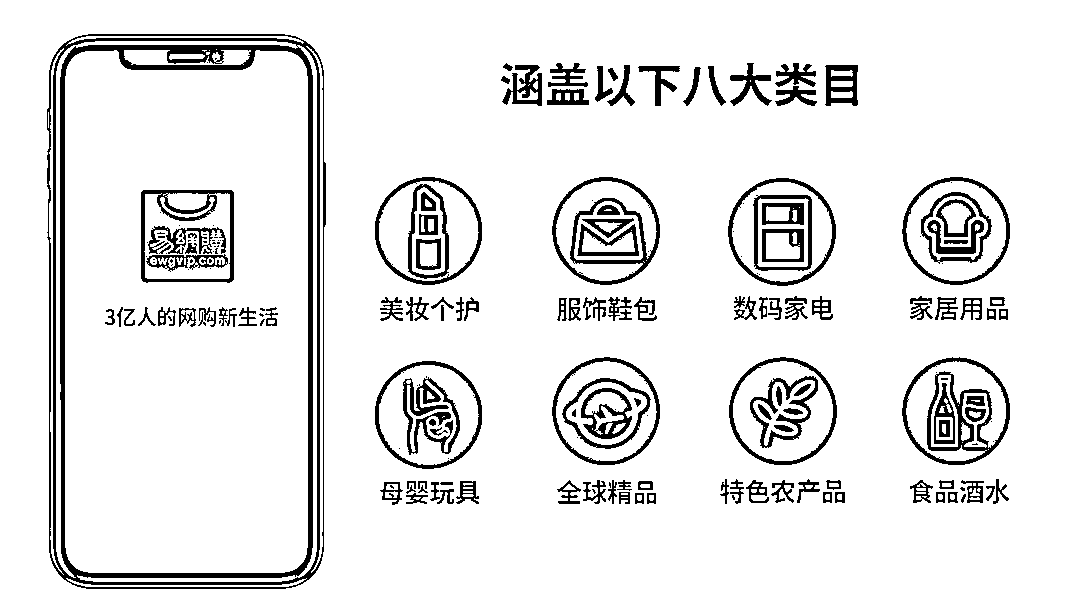 涵盖以下八大类目
易網購
ewgvip.com
3亿人的网购新生活
美妆个护
服饰鞋包
数码家电
家居用品
母婴玩具
全球精品
特色农产品
食品酒水